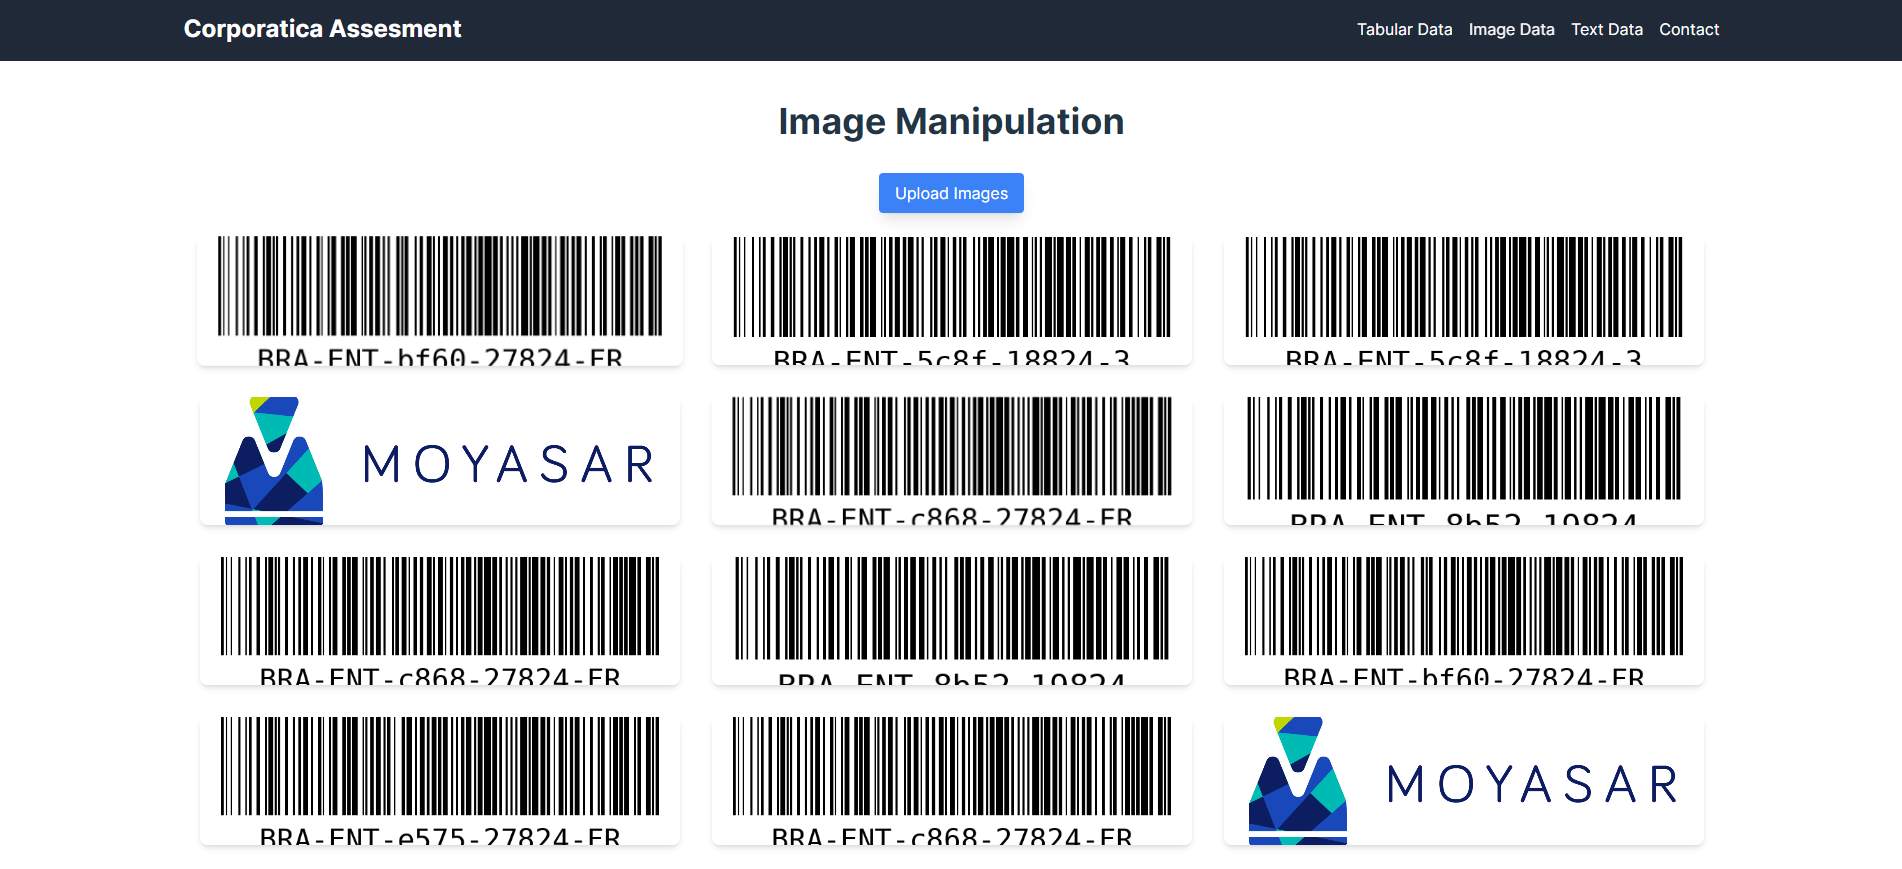 Corporatica Assesment
Tabular Data Image Data Text Data Contact
Image Manipulation
Upload Images
BRA-ENT-bf60-27824-FR
BRA-ENT-5c8f-18824-3
BRA-ENT-5c8f-18824-3
MOYASAR
BRA-ENT-c868-27824-FR
BRA-ENT-8b52-19824
BRA-ENT-c868-27824-FR
BRA-ENT-8b52-19824
BRA-ENT-bf60-27824-FR
BRA-ENT-e575-27824-FR
BRA-ENT-c868-27824-FR
MOYASAR